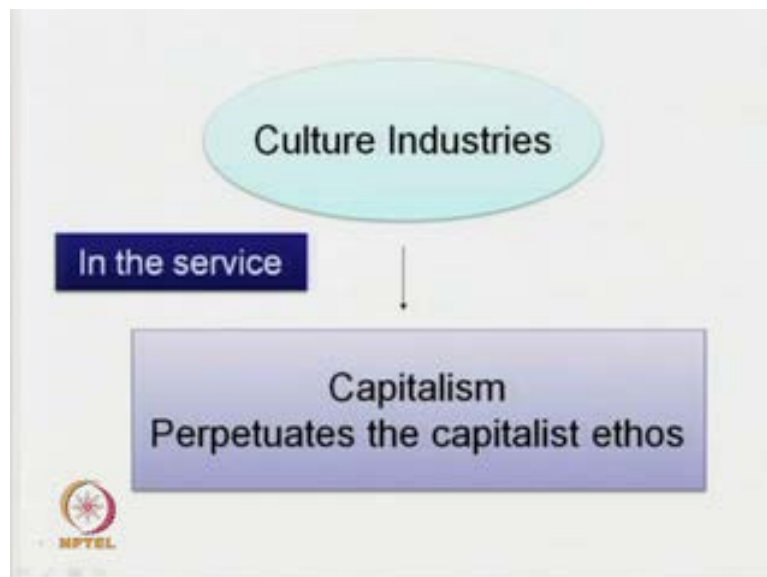 Culture Industries
In the service
Capitalism
Perpetuates the capitalist ethos
NPTEL